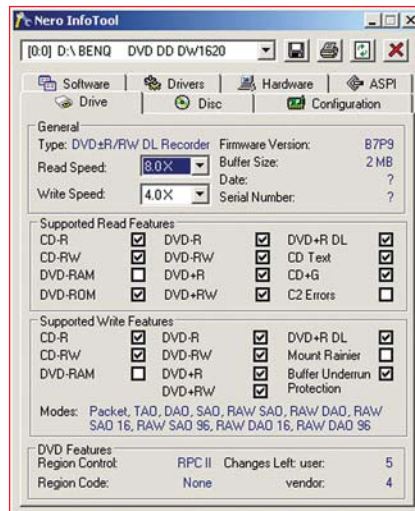 Nero InfoTool
[0:0] D:\ BENQ DVD DD DW1620
Software Drivers Hardware ASPI
Drive Disc Configuration
General
Type: DVD±R/RW DL Recorder Firmware Version: B7P9
Read Speed: 8.0X Buffer Size: 2 MB
Date: ?
Write Speed: 4.0X Serial Number: ?
Supported Read Features
CD-R DVD-R DVD+R DL
CD-RW DVD-RW CD Text
DVD-RAM DVD+R CD+G
DVD-ROM DVD+RW C2 Errors
Supported Write Features
CD-R DVD-R DVD+R DL
CD-RW DVD-RW Mount Rainier
DVD-RAM DVD+R Buffer Underrun
DVD+RW Protection
Modes: Packet, TAO, DAO, SAO, RAW SAO, RAW DAO, RAW
SAO 16, RAW SAO 96, RAW DAO 16, RAW DAO 96
DVD Features
Region Control: RPC II Changes Left: user: 5
Region Code: None vendor: 4